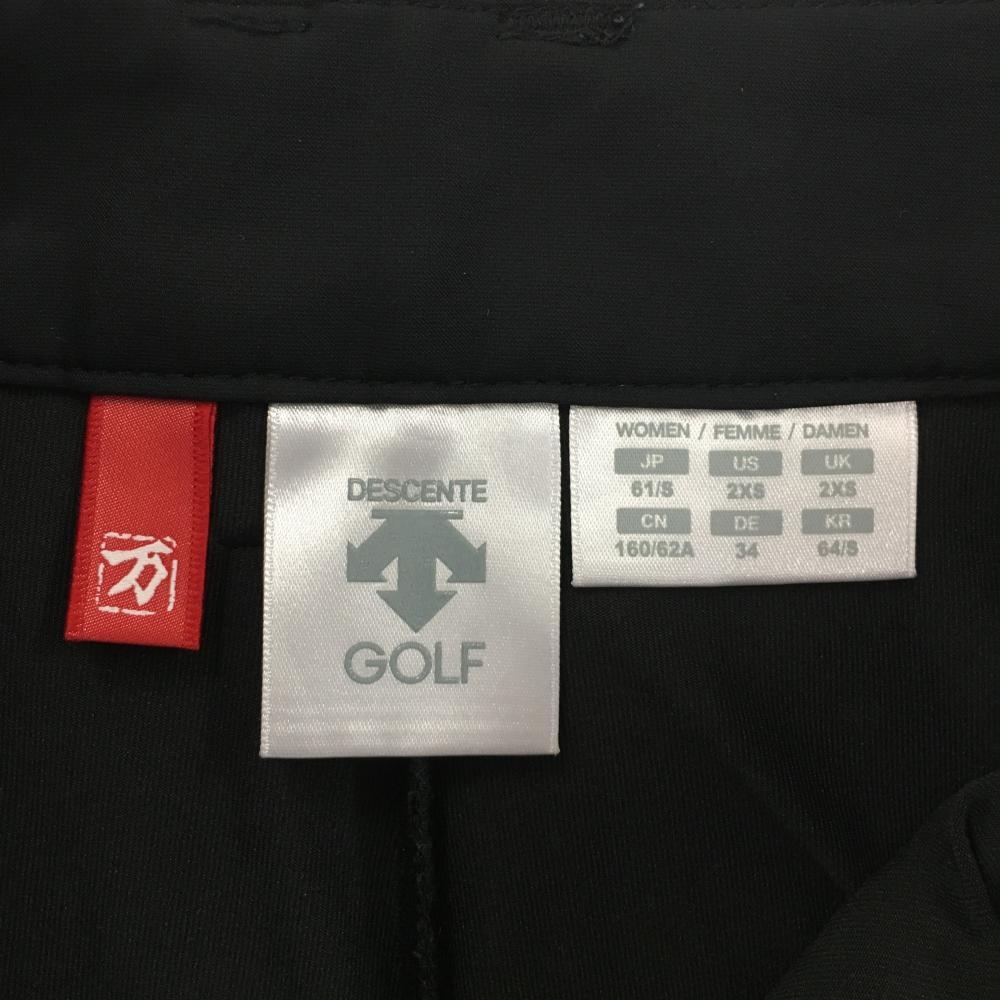 万
DESCENTE
GOLF
WOMEN / FEMME / DAMEN
JP US UK
61/S 2XS 2XS
CN DE KR
160/62A 34 64/S